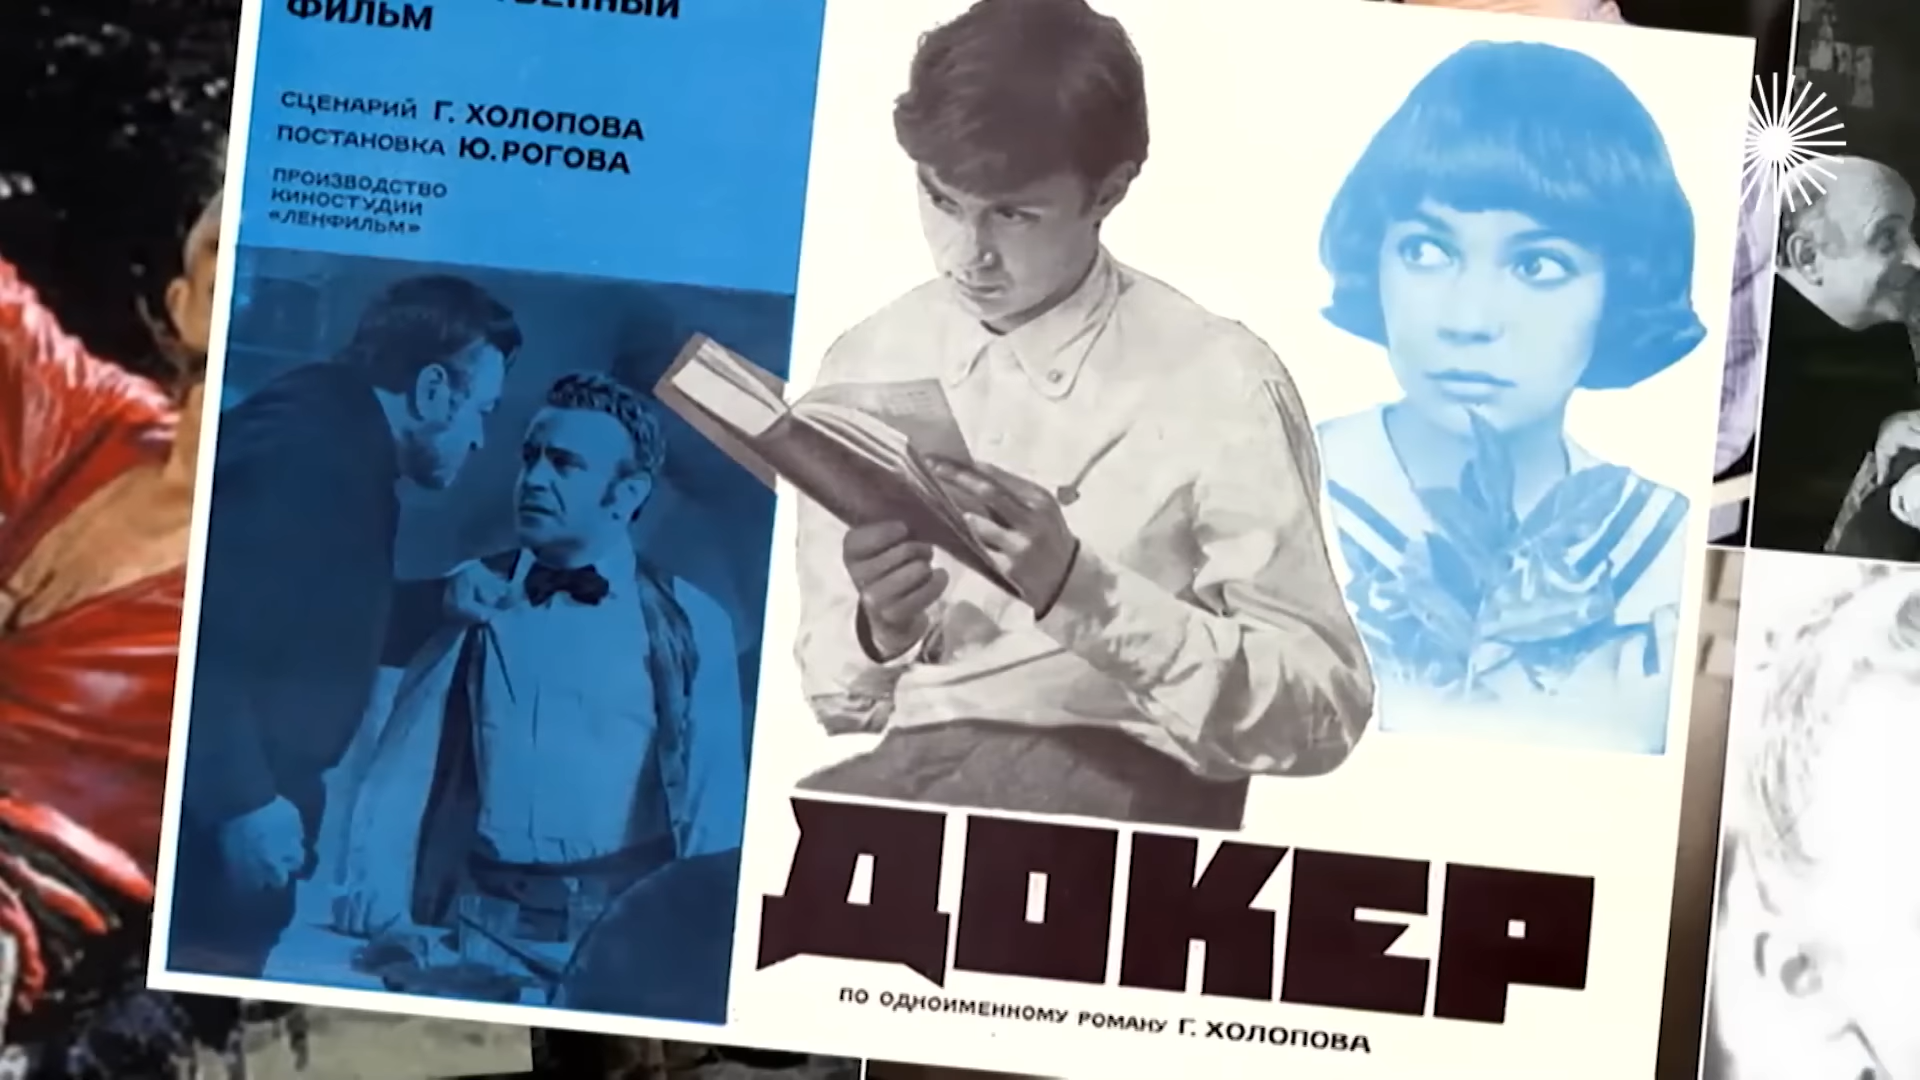 ФИЛЬМ
СЦЕНАРИЙ Г. ХОЛОПОВА
ПОСТАНОВКА Ю. РОГОВА
ПРОИЗВОДСТВО
КИНОСТУДИИ
«ЛЕНФИЛЬМ»
ДОКЕР
ПО ОДНОИМЕННОМУ РОМАНУ Г. ХОЛОПОВА